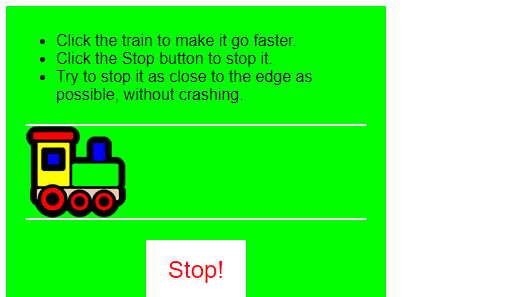 Click the train to make it go faster.
Click the Stop button to stop it.
Try to stop it as close to the edge as
possible, without crashing.
Stop!